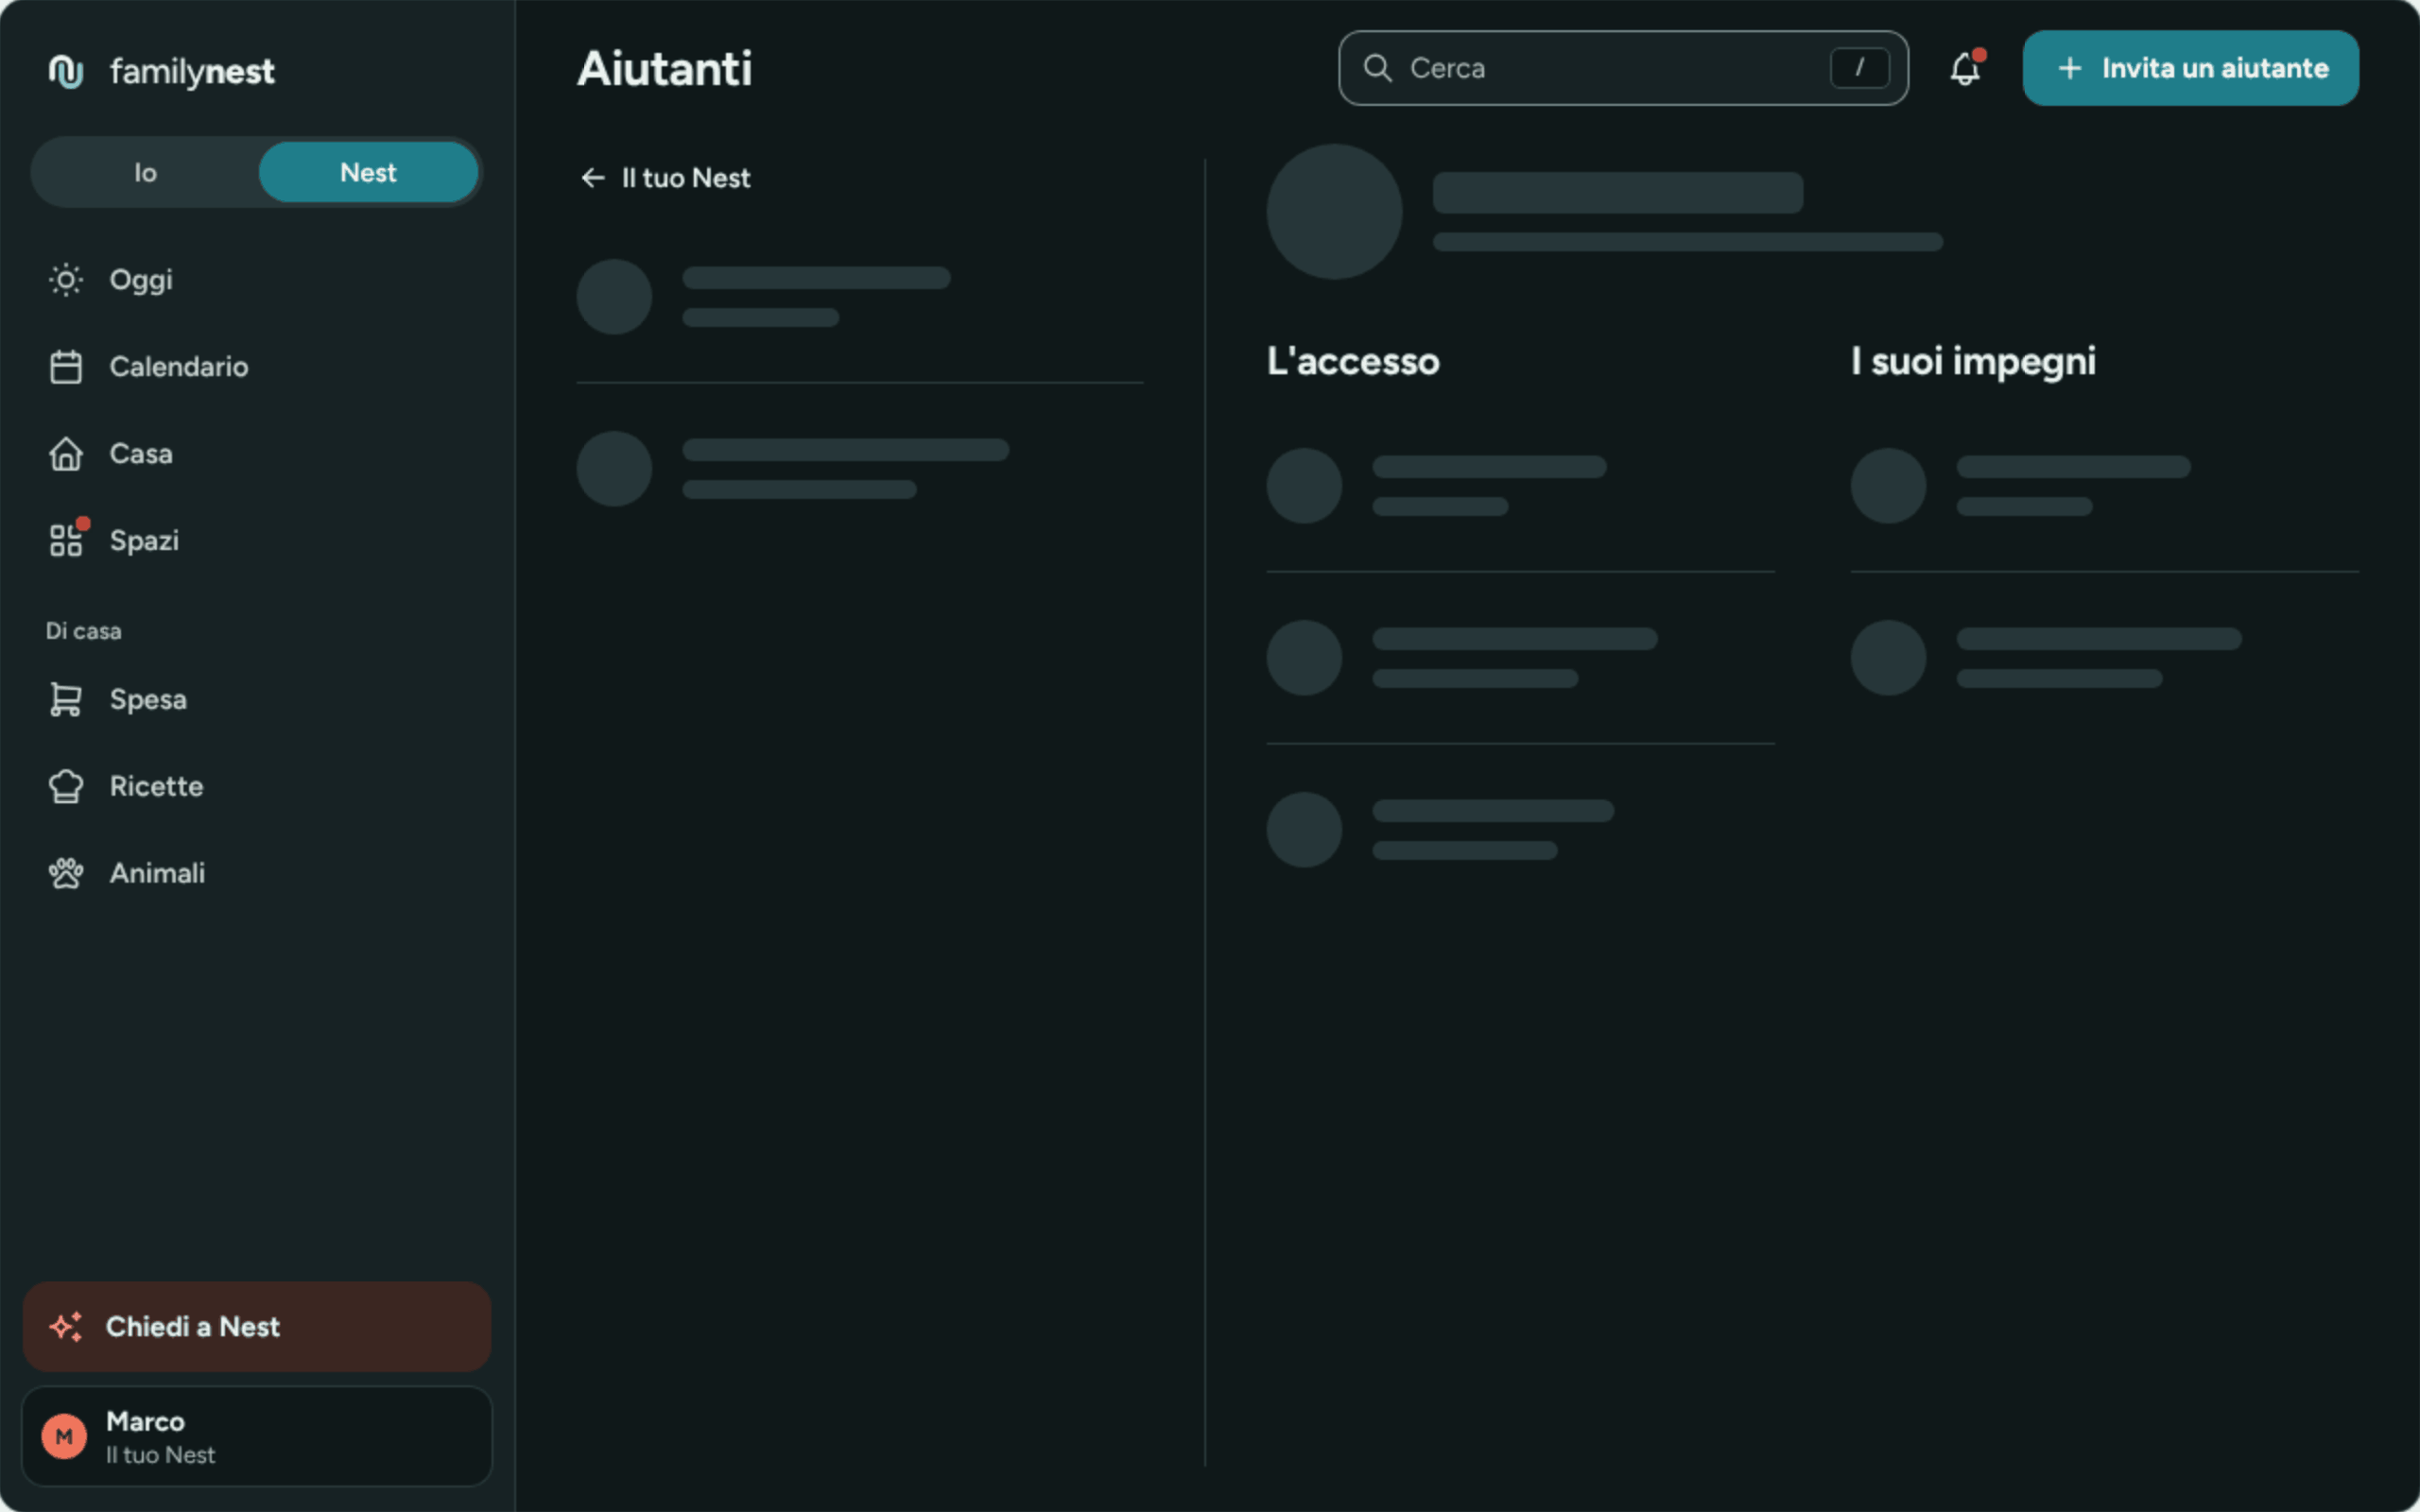 familynest
Io
Nest
Oggi
Calendario
Casa
Spazi
Di casa
Spesa
Ricette
Animali
Chiedi a Nest
M
Marco
Il tuo Nest
Aiutanti
Cerca
/
Invita un aiutante
Il tuo Nest
L'accesso
I suoi impegni